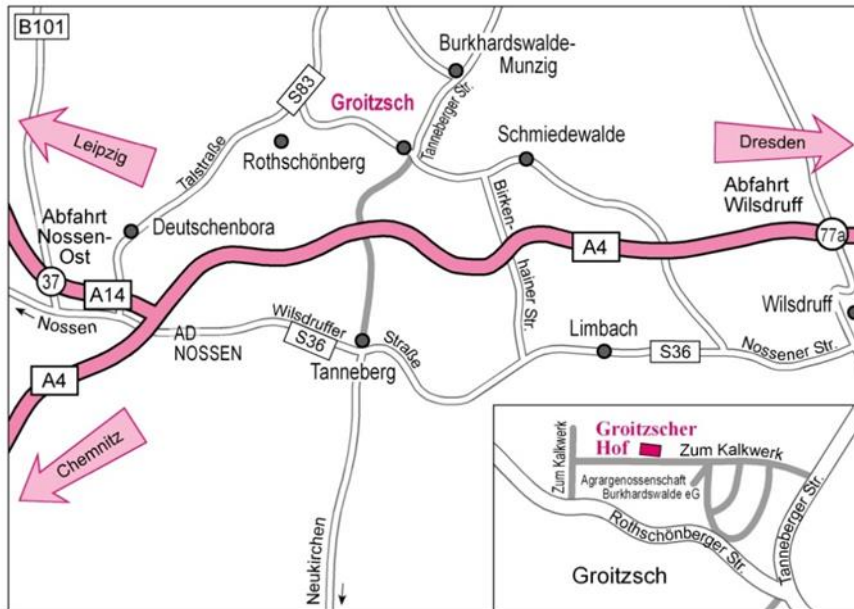 B101
Burkhardswalde-
Munzig
S83
Groitzsch
Tanneberger Str.
Leipzig
Schmiedewalde
Dresden
Talstraße
Rothschönberg
Abfahrt
Wilsdruff
Abfahrt
Nossen-
Ost
Deutschenbora
Birken-
hainer Str.
A4
77a
37
A14
Nossen
AD
NOSSEN
Wilsdruffer
Straße
S36
Tanneberg
Limbach
S36
Wilsdruff
Nossener Str.
A4
Chemnitz
Neukirchen
Groitzscher
Hof
Zum Kalkwerk
Zum Kalkwerk
Agrargenossenschaft
Burkhardswalde eG
Rothschönberger Str.
Tanneberger Str.
Groitzsch